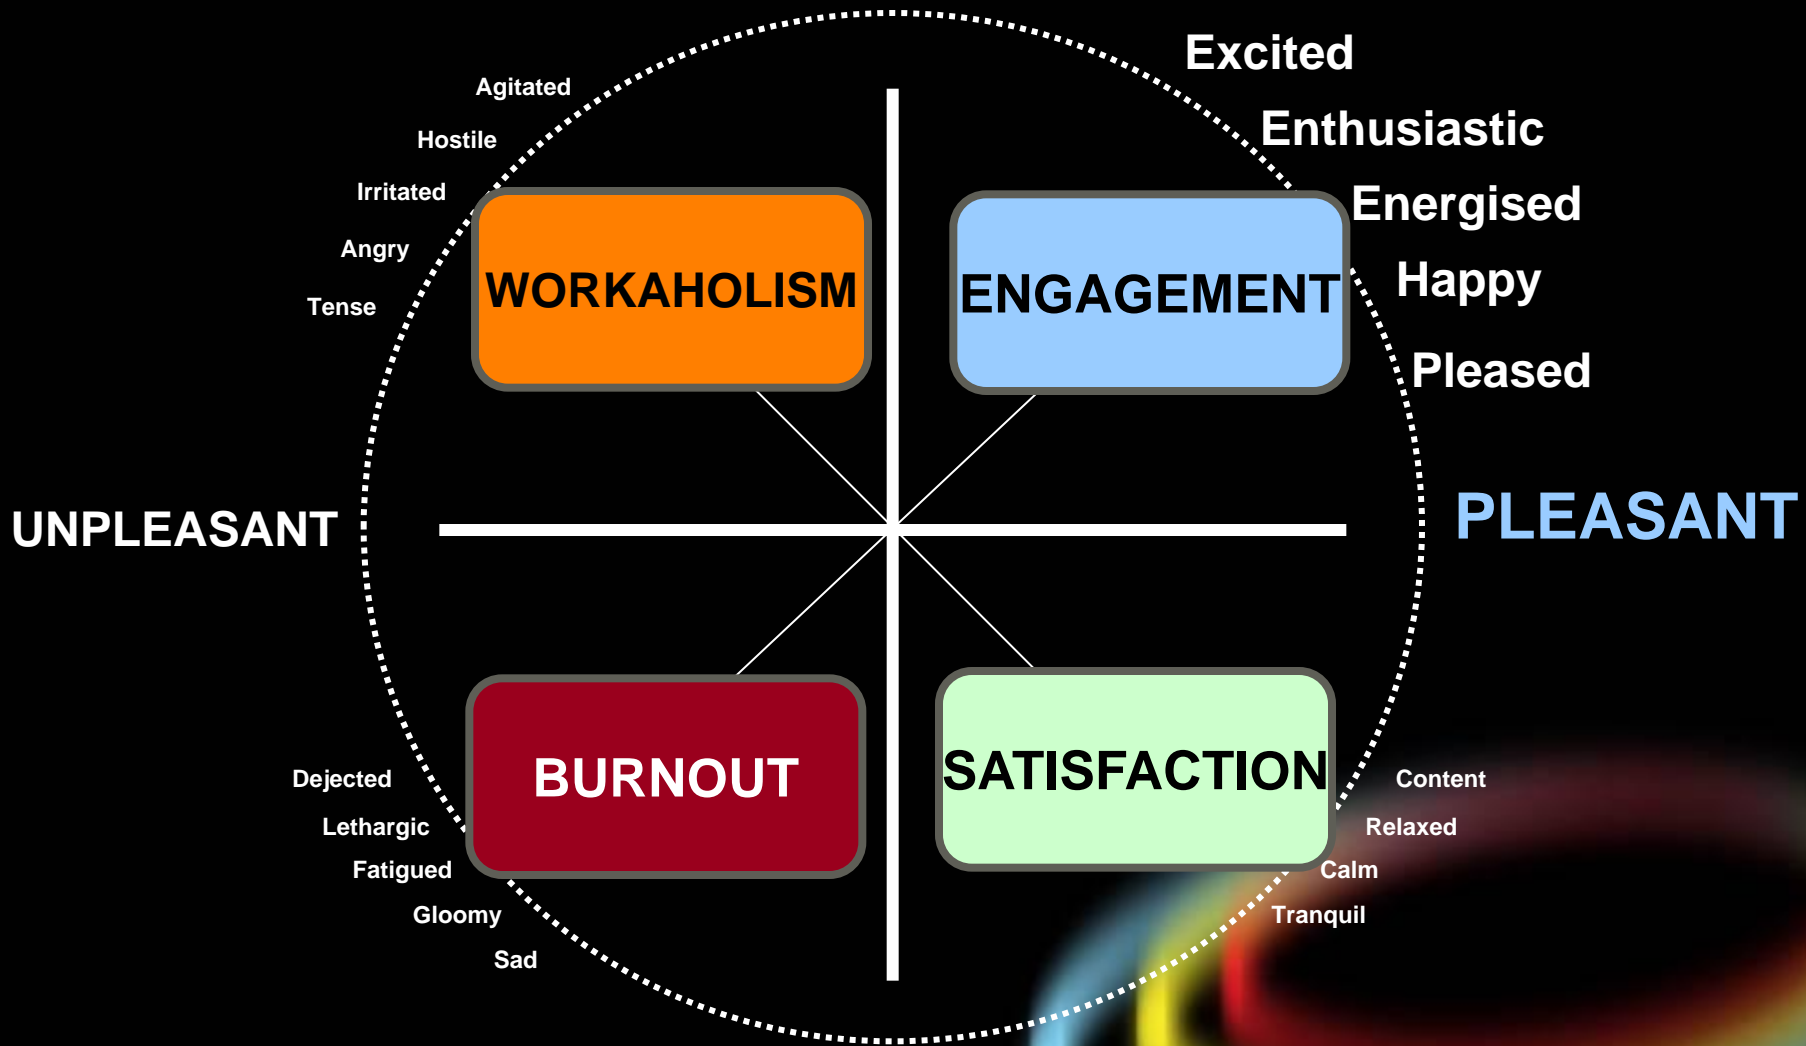 Excited
Agitated
Enthusiastic
Hostile
Irritated
Energised
Angry
Happy
Tense
WORKAHOLISM
ENGAGEMENT
Pleased
UNPLEASANT
PLEASANT
BURNOUT
SATISFACTION
Dejected
Content
Lethargic
Relaxed
Fatigued
Calm
Gloomy
Tranquil
Sad